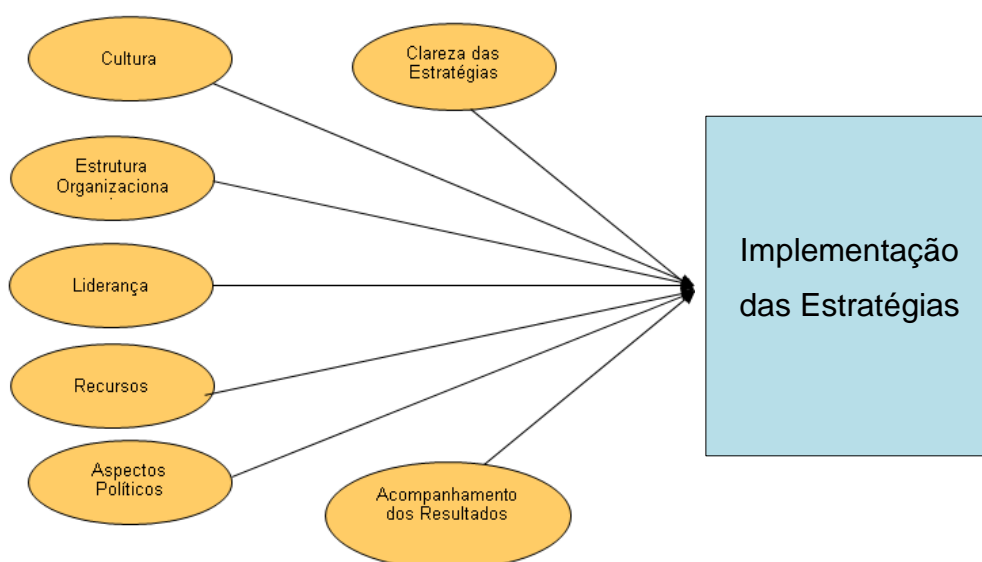 Cultura
Clareza das
Estratégias
Estrutura
Organizaciona
Liderança
Recursos
Aspectos
Políticos
Acompanhamento
dos Resultados
Implementação
das Estratégias